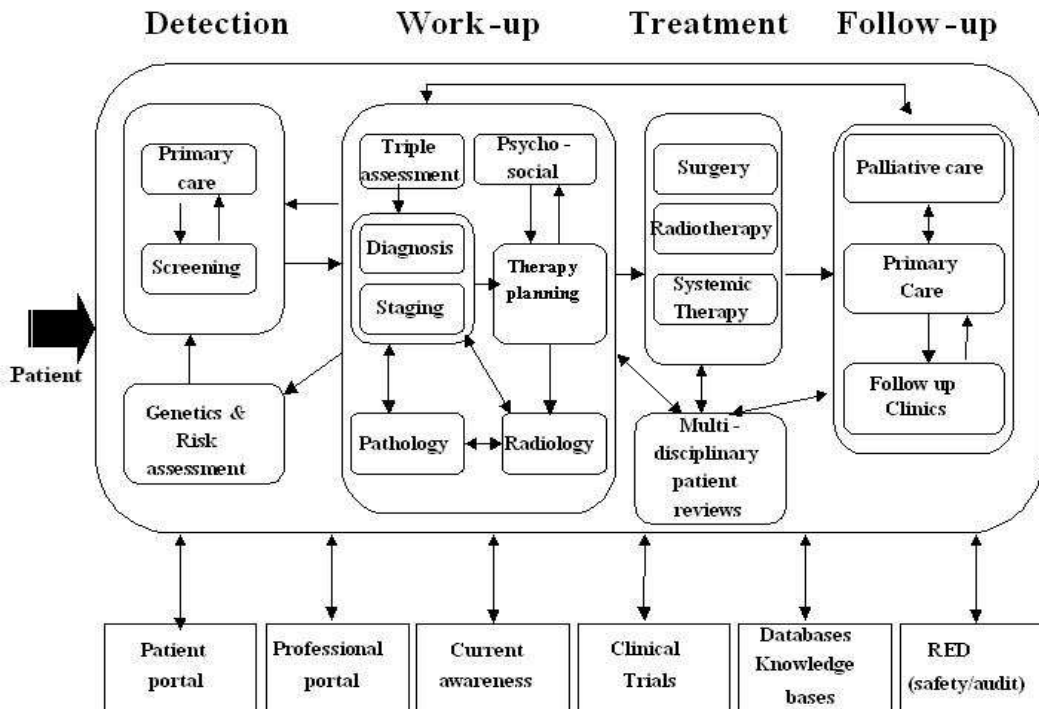 Detection
Work-up
Treatment
Follow-up
Primary
care
Screening
Patient
Genetics &
Risk
assessment
Triple
assessment
Psycho -
social
Diagnosis
Staging
Therapy
planning
Pathology
Radiology
Surgery
Radiotherapy
Systemic
Therapy
Multi -
disciplinary
patient
reviews
Palliative care
Primary
Care
Follow up
Clinics
Patient
portal
Professional
portal
Current
awareness
Clinical
Trials
Databases
Knowledge
bases
RED
(safety/audit)